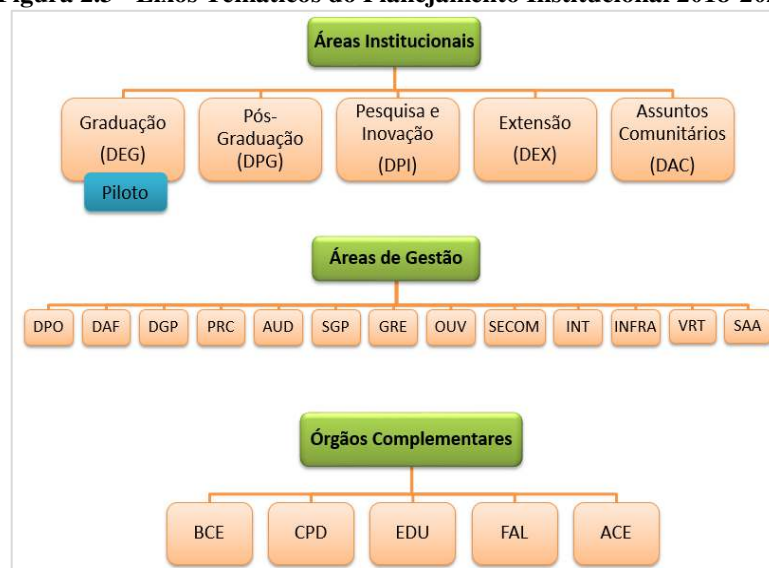 Áreas Institucionais
Graduação
(DEG)
Piloto
Pós-
Graduação
(DPG)
Pesquisa e
Inovação
(DPI)
Extensão
(DEX)
Assuntos
Comunitários
(DAC)
Áreas de Gestão
DPO DAF DGP PRC AUD SGP GRE OUV SECOM INT INFRA VRT SAA
Órgãos Complementares
BCE CPD EDU FAL ACE